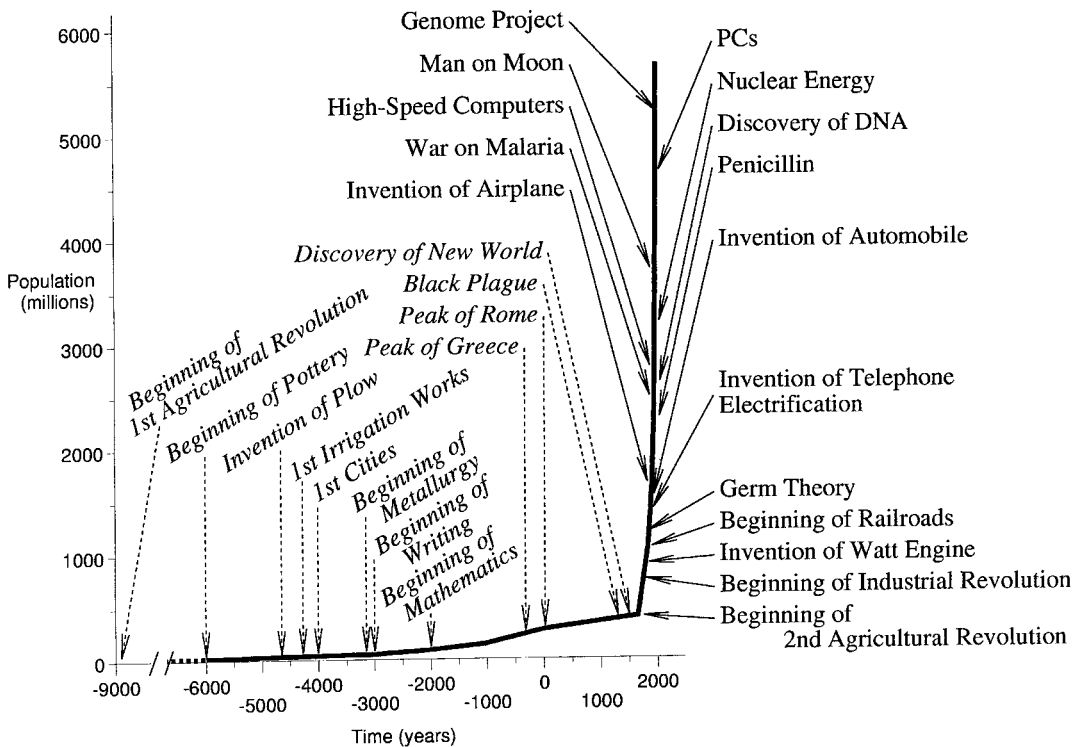 6000
5000
4000
3000
2000
1000
0
Population
(millions)
Genome Project
Man on Moon
High-Speed Computers
War on Malaria
Invention of Airplane
Discovery of New World
Black Plague
Peak of Rome
Peak of Greece
Beginning of
1st Agricultural Revolution
Beginning of Pottery
Invention of Plow
1st Irrigation Works
1st Cities
Beginning of
Metallurgy
Beginning of
Writing
Beginning of
Mathematics
PCs
Nuclear Energy
Discovery of DNA
Penicillin
Invention of Automobile
Invention of Telephone
Electrification
Germ Theory
Beginning of Railroads
Invention of Watt Engine
Beginning of Industrial Revolution
Beginning of
2nd Agricultural Revolution
-9000
-6000
-5000
-4000
-3000
-2000
-1000
0
1000
2000
Time (years)